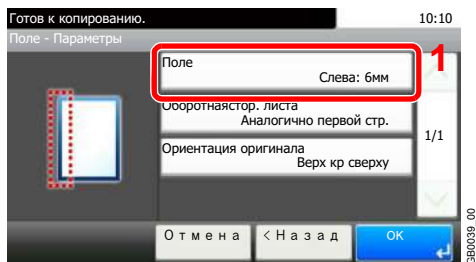 Готов к копированию.
10:10
Поле - Параметры
1
Поле
Слева: 6мм
Оборотнаястор. листа
Аналогично первой стр.
1/1
Ориентация оригинала
Верх кр сверху
Отмена
<Назад
OK
GB0039_00